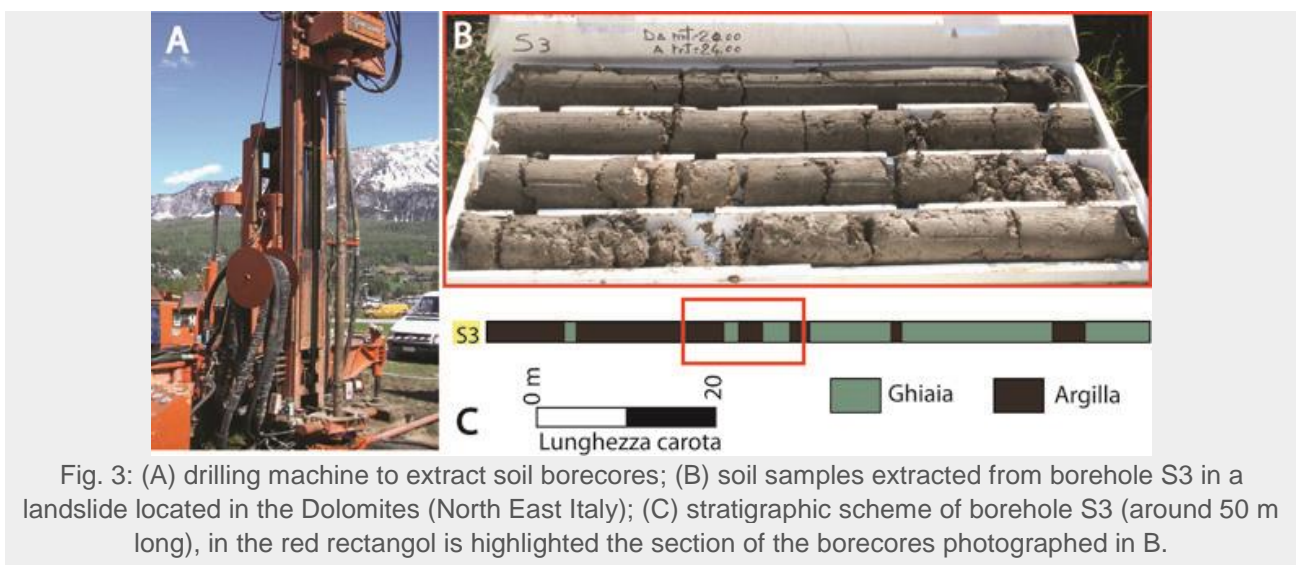 A
B
S3
Da mt=20.00
A mt=24.00
S3
C
0 m
20
Lunghezza carota
Ghiaia
Argilla
Fig. 3: (A) drilling machine to extract soil borecores; (B) soil samples extracted from borehole S3 in a
landslide located in the Dolomites (North East Italy); (C) stratigraphic scheme of borehole S3 (around 50 m
long), in the red rectangol is highlighted the section of the borecores photographed in B.